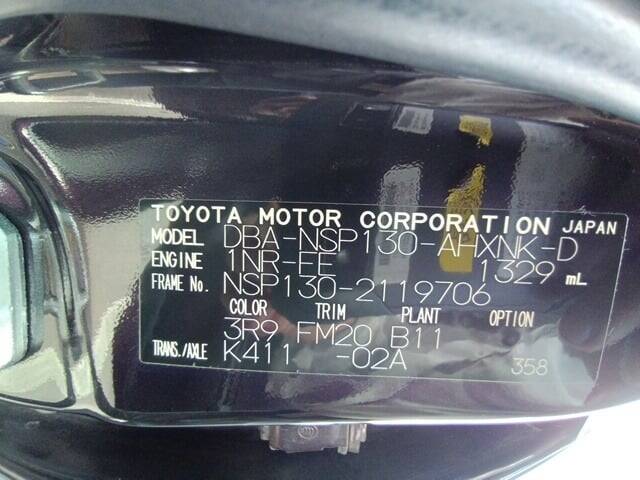 TOYOTA MOTOR CORPORATION JAPAN
MODEL DBA-NSP130-AHXNK-D
ENGINE 1NR-FE 1329 mL
FRAME No. NSP130-2119706
COLOR TRIM PLANT OPTION
3R9 FM20 B11
TRANS./AXLE K411 -02A 358